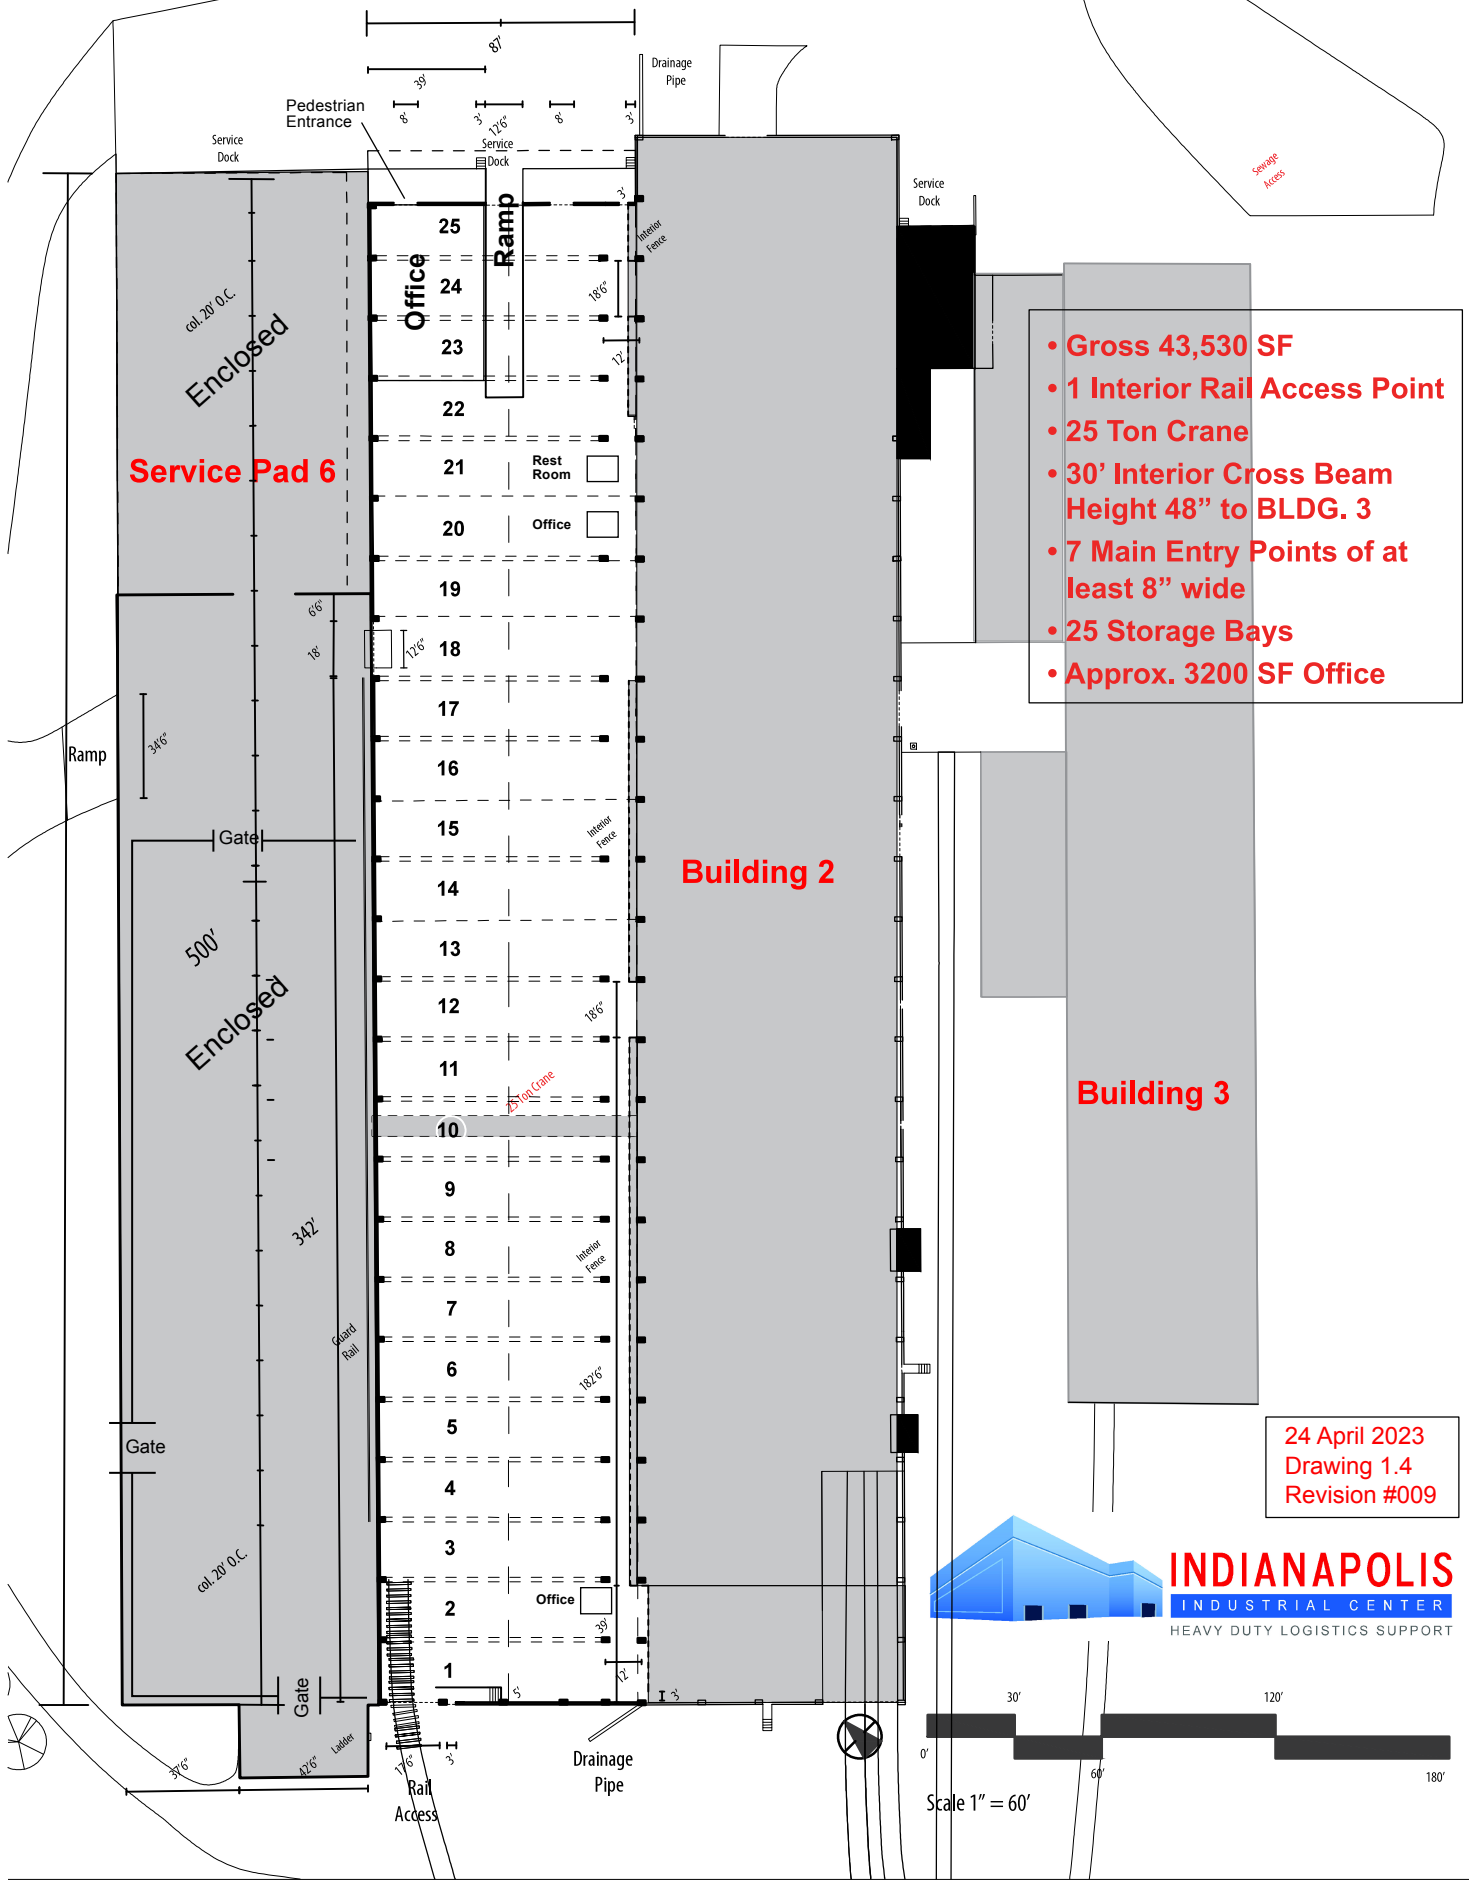 87'
39'
8'
3'
12'6"
8'
3'
Drainage
Pipe
Pedestrian
Entrance
Service
Dock
Service
Dock
Service
Dock
Sewage
Access
3'
Ramp
Office
Interior
Fence
25
24
23
22
21
20
19
18
17
16
15
14
13
12
11
10
9
8
7
6
5
4
3
2
1
18'6"
12'
col. 20' O.C.
Enclosed
Service Pad 6
Rest
Room
Office
6'6"
18'
12'6"
34'6"
Ramp
Gate
500'
Enclosed
Interior
Fence
18'6"
25 Ton Crane
342'
Interior
Fence
Guard
Rail
182'6"
Gate
col. 20' O.C.
Office
39'
12'
5'
3'
Gate
Ladder
37'6"
42'6"
17'6"
3'
Rail
Access
Drainage
Pipe
Building 2
Building 3
• Gross 43,530 SF
• 1 Interior Rail Access Point
• 25 Ton Crane
• 30’ Interior Cross Beam
Height 48” to BLDG. 3
• 7 Main Entry Points of at
least 8” wide
• 25 Storage Bays
• Approx. 3200 SF Office
24 April 2023
Drawing 1.4
Revision #009
INDIANAPOLIS
INDUSTRIAL CENTER
HEAVY DUTY LOGISTICS SUPPORT
30'
120'
0'
60'
180'
Scale 1” = 60'